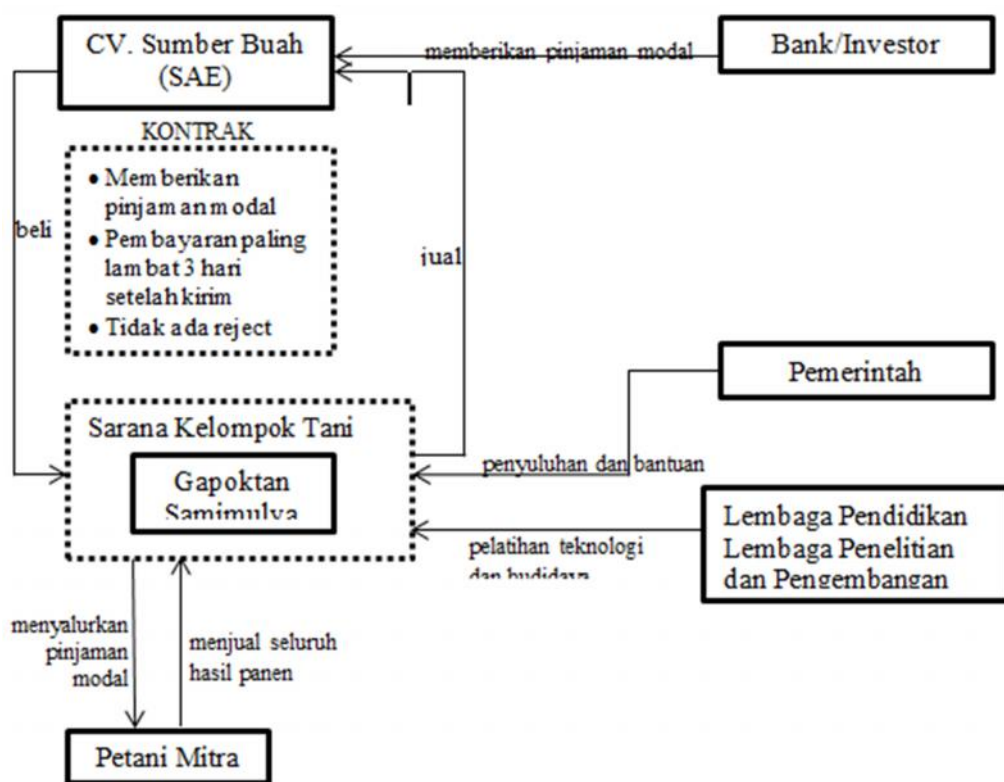 CV. Sumber Buah
(SAE)
memberikan pinjaman modal
Bank/Investor
KONTRAK
• Memberikan
pinjaman modal
• Pembayaran paling
lambat 3 hari
setelah kirim
• Tidak ada reject
beli
jual
Pemerintah
Sarana Kelompok Tani
Gapoktan
Samimulya
penyuluhan dan bantuan
Lembaga Pendidikan
Lembaga Penelitian
dan Pengembangan
pelatihan teknologi
dan budidaya
menyalurkan
pinjaman
modal
menjual seluruh
hasil panen
Petani Mitra